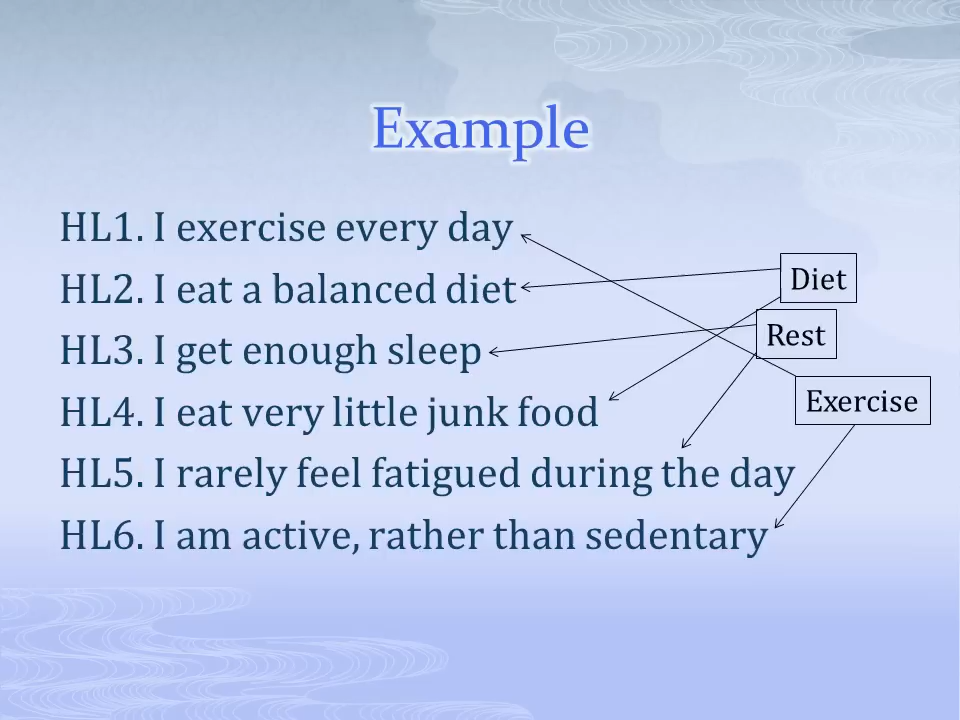 Example
HL1. I exercise every day
HL2. I eat a balanced diet
HL3. I get enough sleep
HL4. I eat very little junk food
HL5. I rarely feel fatigued during the day
HL6. I am active, rather than sedentary
Diet
Rest
Exercise